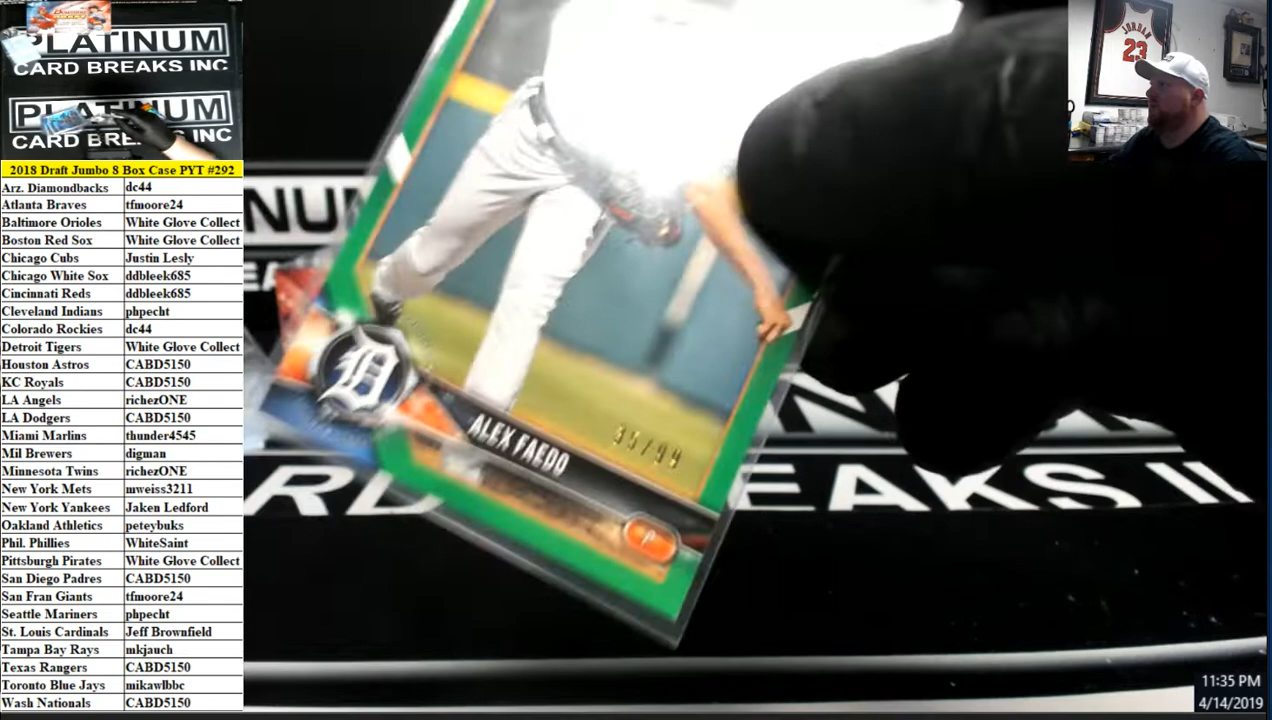 PLATINUM
CARD BREAKS INC
PLATINUM
CARD BREAKS INC
2018 Draft Jumbo 8 Box Case PYT #292
Arz. Diamondbacks dc44
Atlanta Braves tfmoore24
Baltimore Orioles White Glove Collect
Boston Red Sox White Glove Collect
Chicago Cubs Justin Lesly
Chicago White Sox ddbleek685
Cincinnati Reds ddbleek685
Cleveland Indians phpecht
Colorado Rockies dc44
Detroit Tigers White Glove Collect
Houston Astros CABD5150
KC Royals CABD5150
LA Angels richezONE
LA Dodgers CABD5150
Miami Marlins thunder4545
Mil Brewers digman
Minnesota Twins richezONE
New York Mets mweiss3211
New York Yankees Jaken Ledford
Oakland Athletics peteybuks
Phil. Phillies WhiteSaint
Pittsburgh Pirates White Glove Collect
San Diego Padres CABD5150
San Fran Giants tfmoore24
Seattle Mariners phpecht
St. Louis Cardinals Jeff Brownfield
Tampa Bay Rays mkjauch
Texas Rangers CABD5150
Toronto Blue Jays mikawlbbc
Wash Nationals CABD5150
D
ALEX FAEDO
35/99
P
JORDAN
23
11:35 PM
4/14/2019